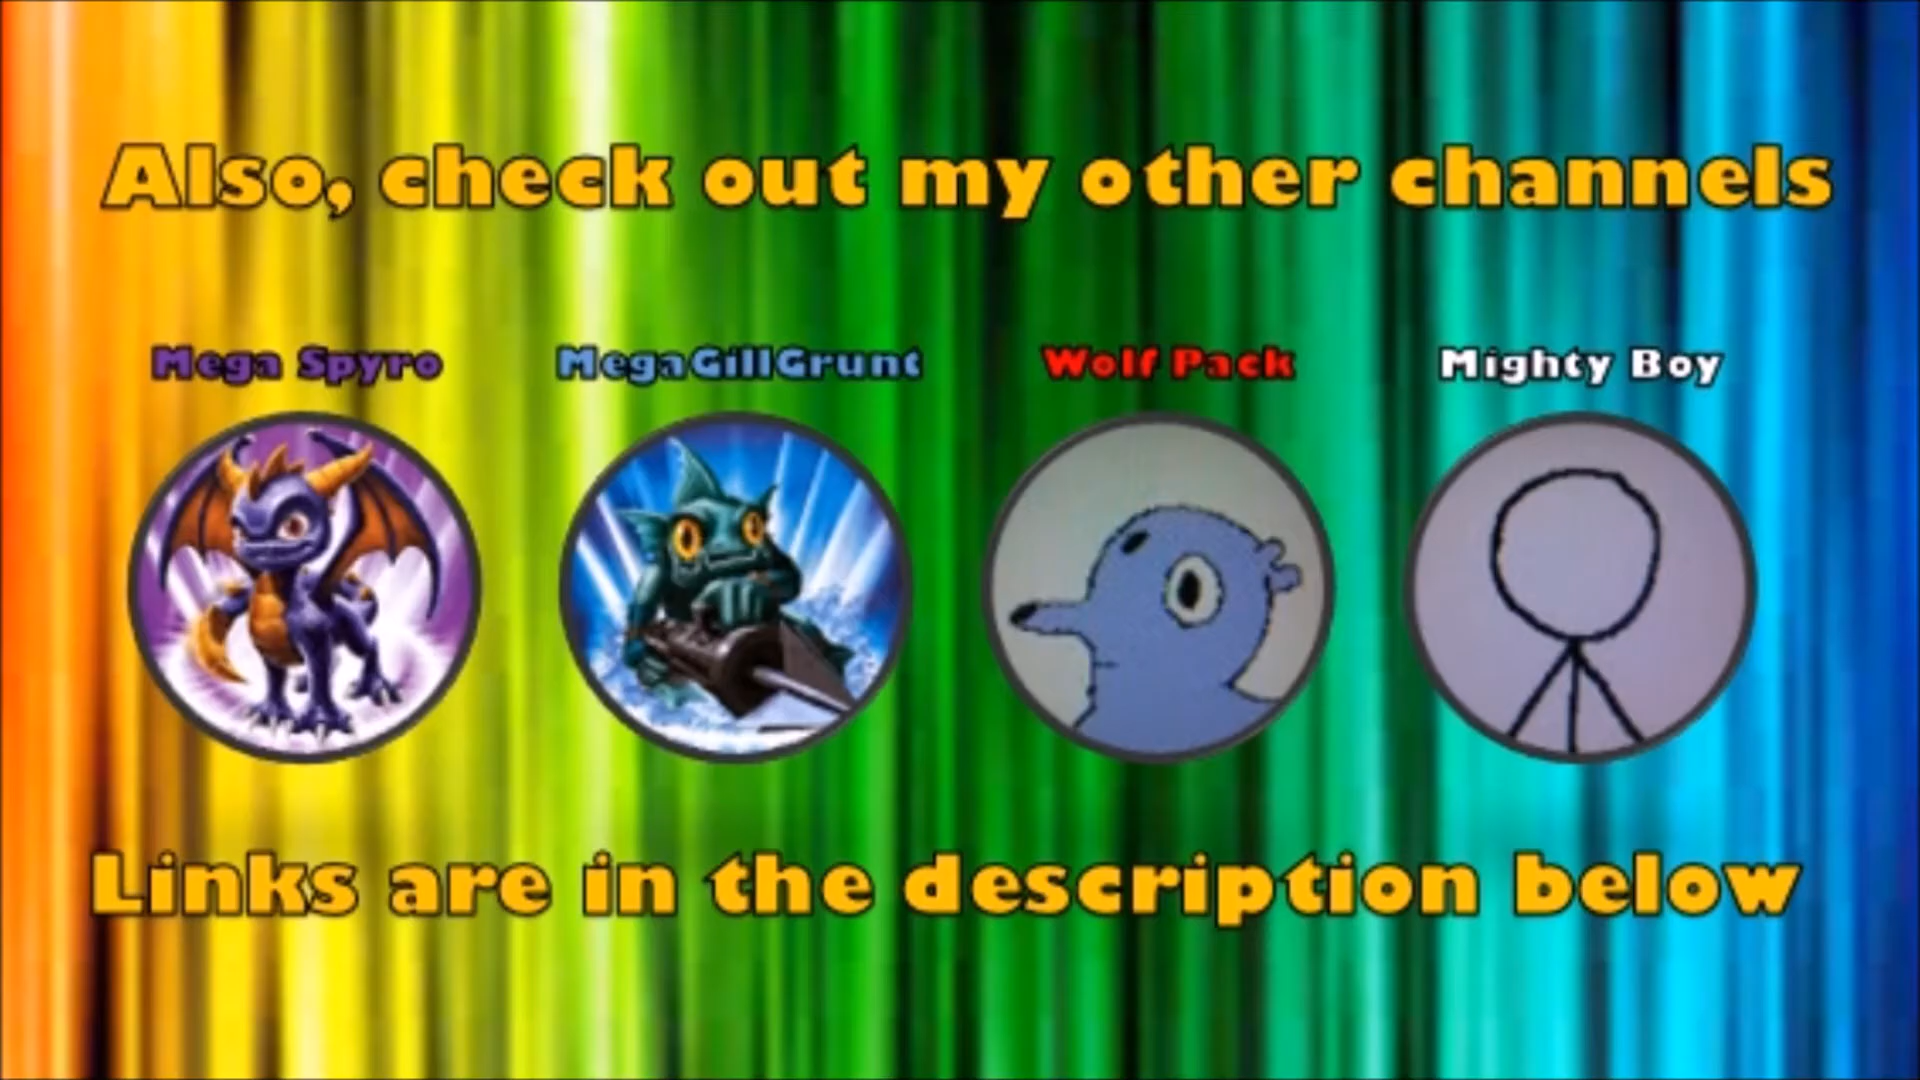 Also, check out my other channels
Mega Spyro
MegaGillGrunt
Wolf Pack
Mighty Boy
Links are in the description below